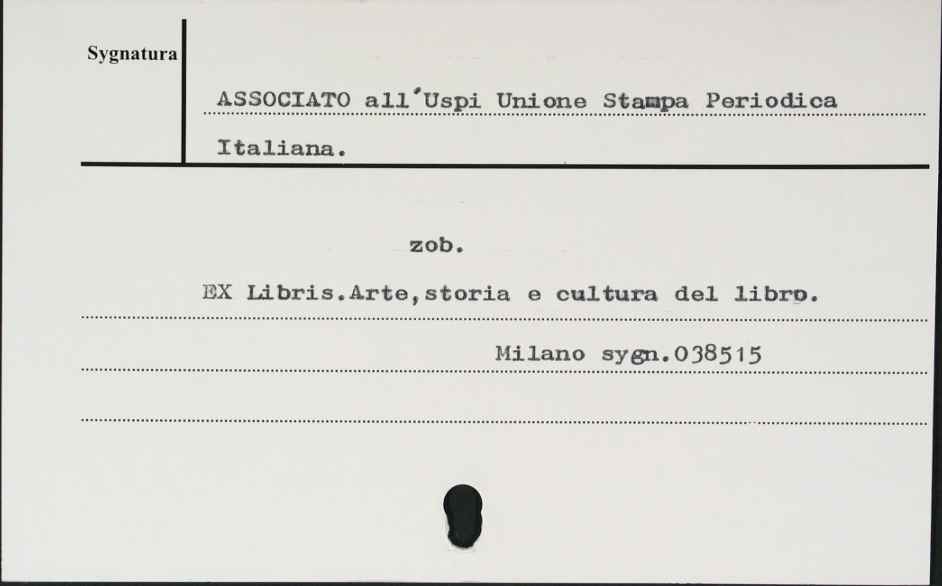 Sygnatura
ASSOCIATO all'Uspi Unione Stampa Periodica
Italiana.
zob.
EX Libris.Arte,storia e cultura del libro.
Milano sygn.038515